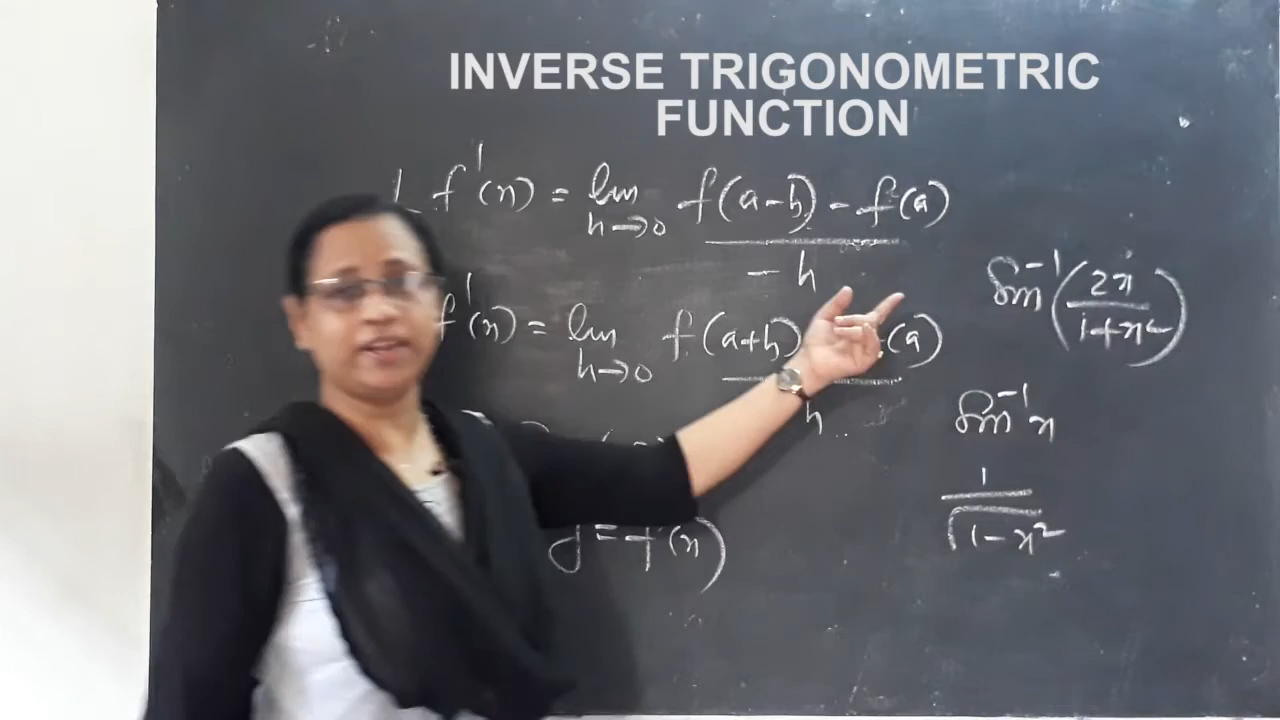 INVERSE TRIGONOMETRIC
FUNCTION
L f'(x) = lim h→0 f(a-h) - f(a) / -h
f'(x) = lim h→0 f(a+h) (a) / h
y = f(x)
sin⁻¹(2x / 1+x²)
sin⁻¹x
1 / √1-x²